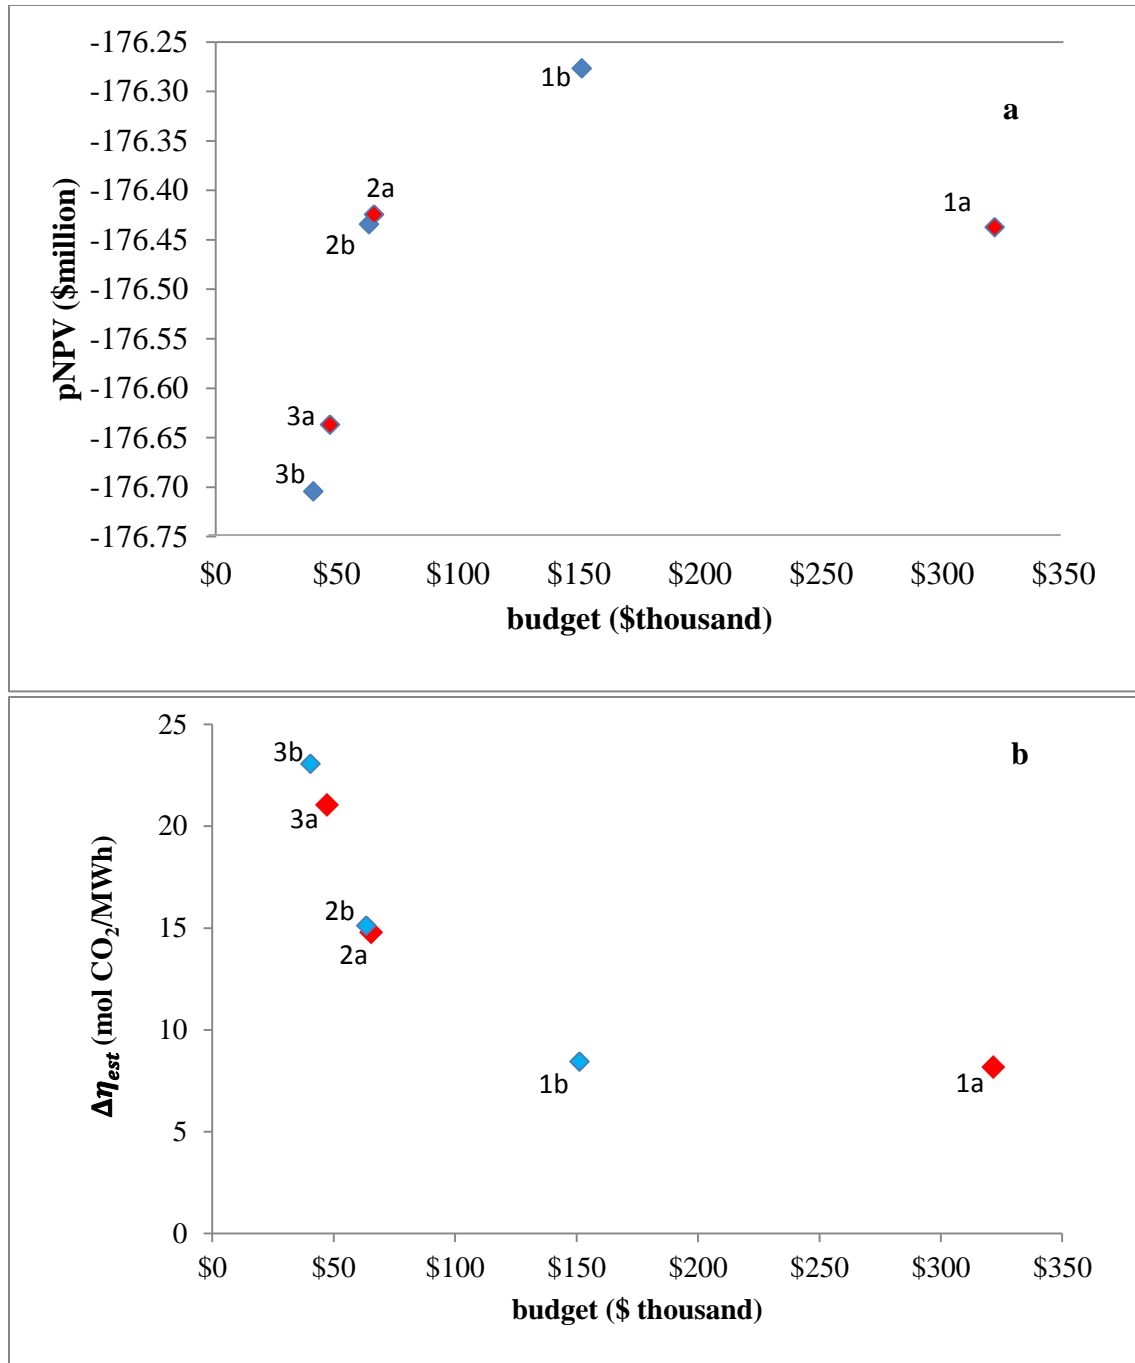 -176.25
-176.30
-176.35
-176.40
-176.45
-176.50
-176.55
-176.60
-176.65
-176.70
-176.75
pNPV ($million)
1b
a
2a
1a
2b
3a
3b
$0 $50 $100 $150 $200 $250 $300 $350
budget ($thousand)
25
20
15
10
5
0
Δη_est (mol CO₂/MWh)
3b
b
3a
2b
2a
1b
1a
$0 $50 $100 $150 $200 $250 $300 $350
budget ($ thousand)